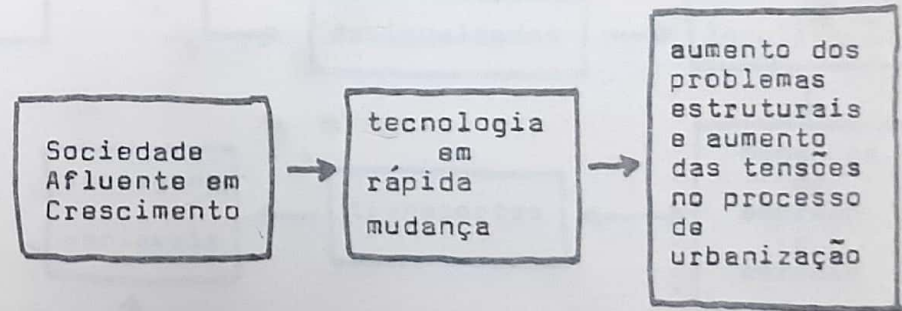 Sociedade
Afluente em
Crescimento
tecnologia
em
rápida
mudança
aumento dos
problemas
estruturais
e aumento
das tensões
no processo
de
urbanização